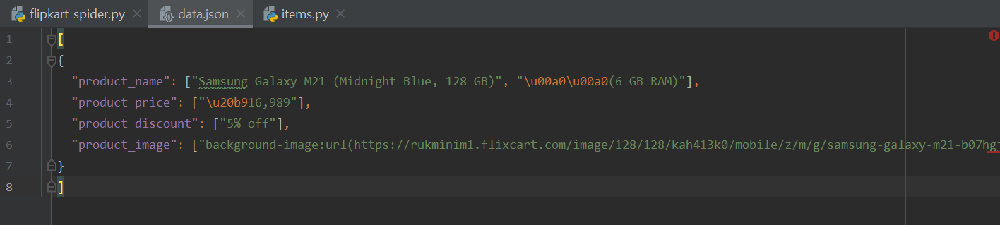 flipkart_spider.py data.json items.py
1 [
2 {
3 "product_name": ["Samsung Galaxy M21 (Midnight Blue, 128 GB)", "\u00a0\u00a0(6 GB RAM)"],
4 "product_price": ["\u20b916,989"],
5 "product_discount": ["5% off"],
6 "product_image": ["background-image:url(https://rukminim1.flixcart.com/image/128/128/kah413k0/mobile/z/m/g/samsung-galaxy-m21-b07hg
7 }
8 ]